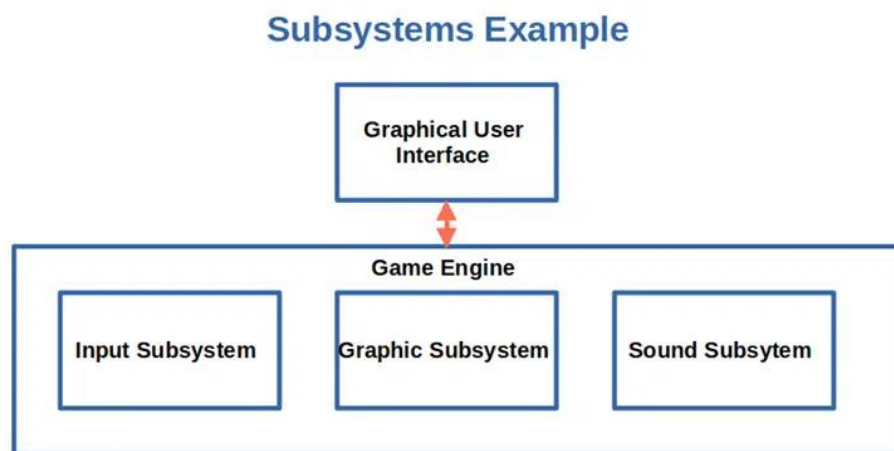 Subsystems Example
Graphical User
Interface
Game Engine
Input Subsystem
Graphic Subsystem
Sound Subsytem